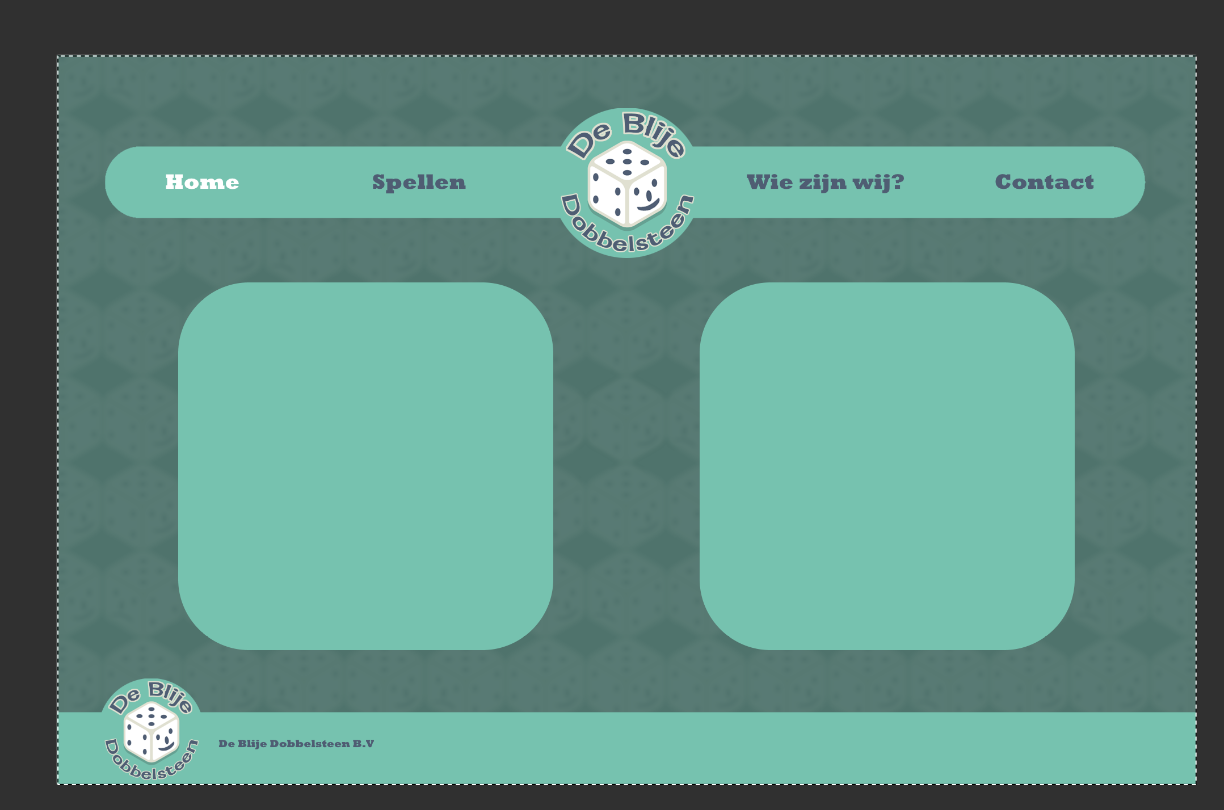 Home
Spellen
De Blije
Dobbelsteen
Wie zijn wij?
Contact
De Blije
Dobbelsteen
De Blije Dobbelsteen B.V